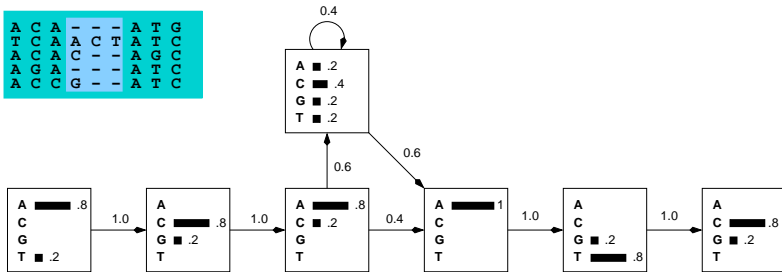 A C A - - - A T G
T C A A C T A T C
A C A C - - A G C
A G A - - - A T C
A C C G - - A T C
0.4
A .2
C .4
G .2
T .2
0.6
0.6
A .8
C
G
T .2
1.0
A
C .8
G .2
T
1.0
A .8
C .2
G
T
0.4
A 1
C
G
T
1.0
A
C
G .2
T .8
1.0
A
C .8
G .2
T